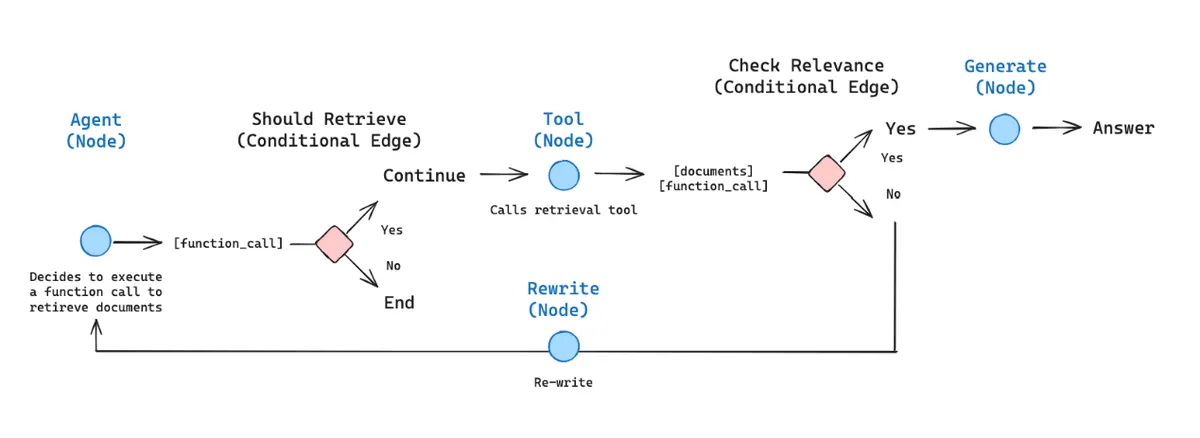 Agent
(Node)
Should Retrieve
(Conditional Edge)
Tool
(Node)
Check Relevance
(Conditional Edge)
Generate
(Node)
Decides to execute
a function call to
retireve documents
[function_call]
Continue
Yes
No
End
Calls retrieval tool
[documents]
[function_call]
Yes
Yes
No
Answer
Rewrite
(Node)
Re-write